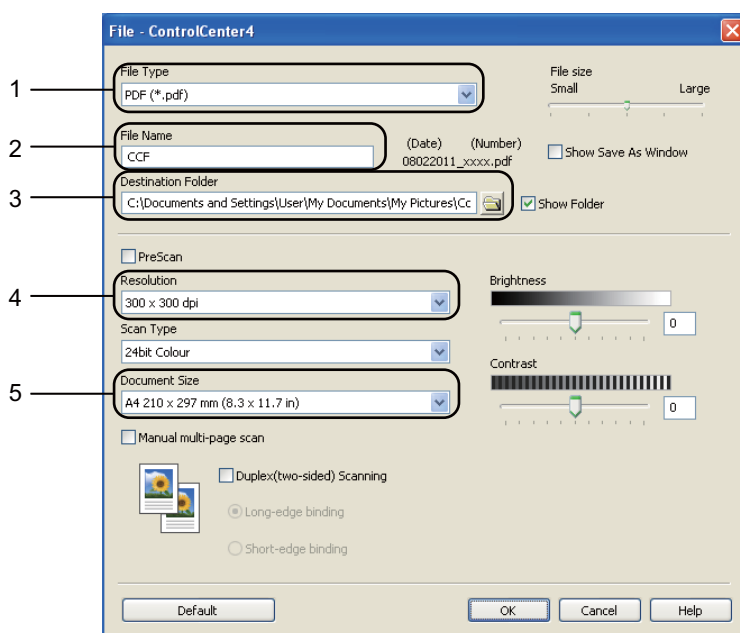 File - ControlCenter4
1
File Type
PDF (*.pdf)
File size
Small Large
2
File Name
CCF
(Date) (Number)
08022011_xxxx.pdf
Show Save As Window
3
Destination Folder
C:\Documents and Settings\User\My Documents\My Pictures\Cc
Show Folder
PreScan
4
Resolution
300 x 300 dpi
Brightness
0
Scan Type
24bit Colour
Contrast
0
5
Document Size
A4 210 x 297 mm (8.3 x 11.7 in)
Manual multi-page scan
Duplex(two-sided) Scanning
Long-edge binding
Short-edge binding
Default OK Cancel Help